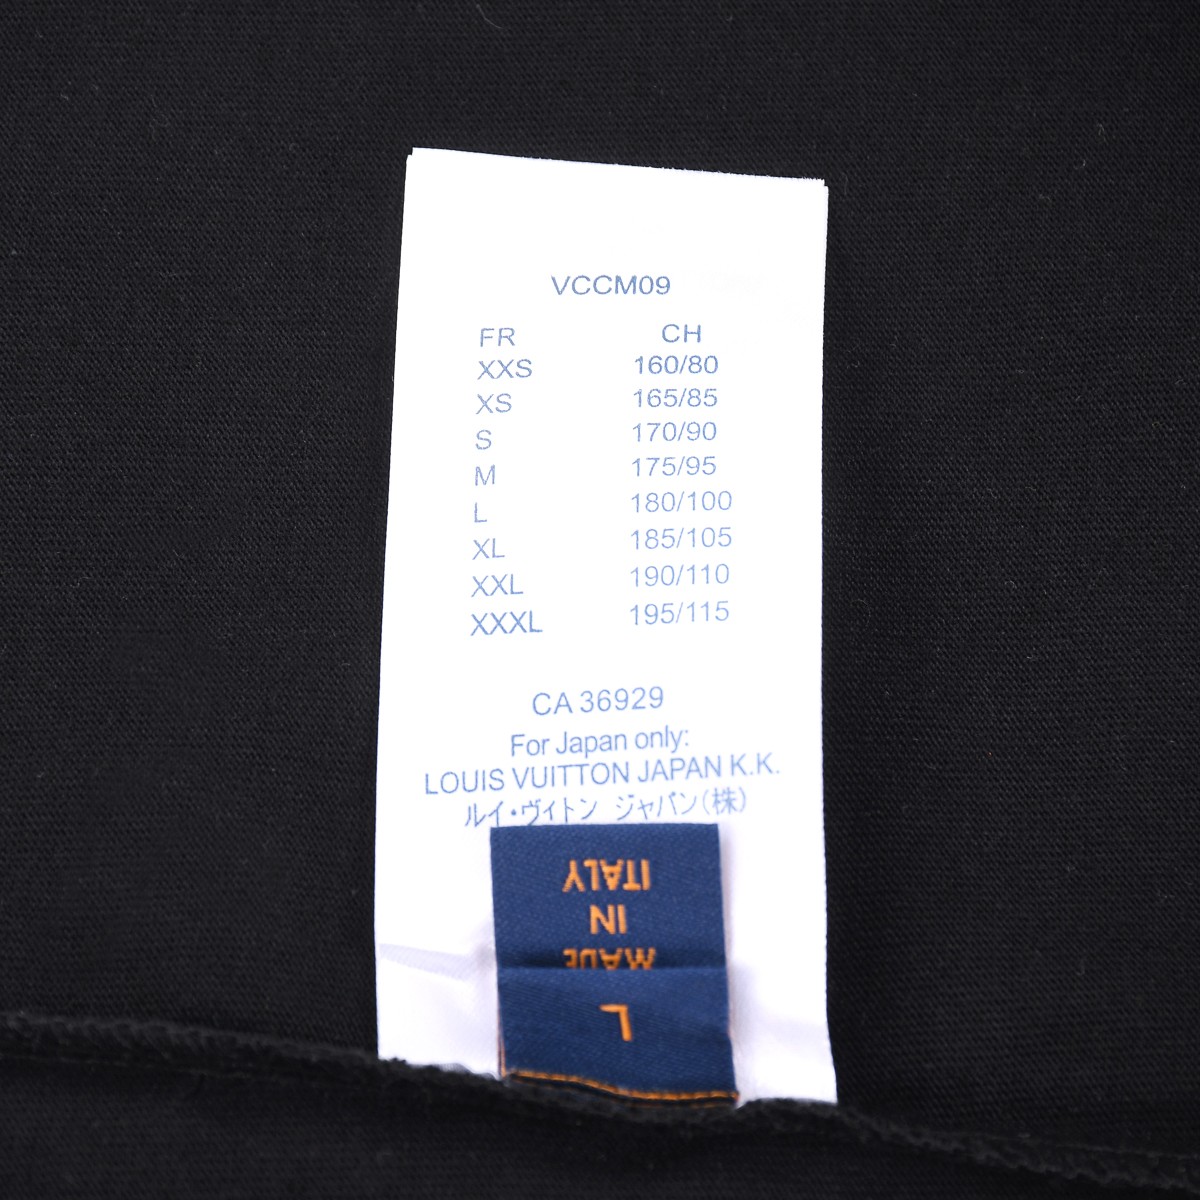 VCCM09
FR CH
XXS 160/80
XS 165/85
S 170/90
M 175/95
L 180/100
XL 185/105
XXL 190/110
XXXL 195/115
CA 36929
For Japan only:
LOUIS VUITTON JAPAN K.K.
ルイ・ヴィトン ジャパン(株)
L
MADE
IN
ITALY